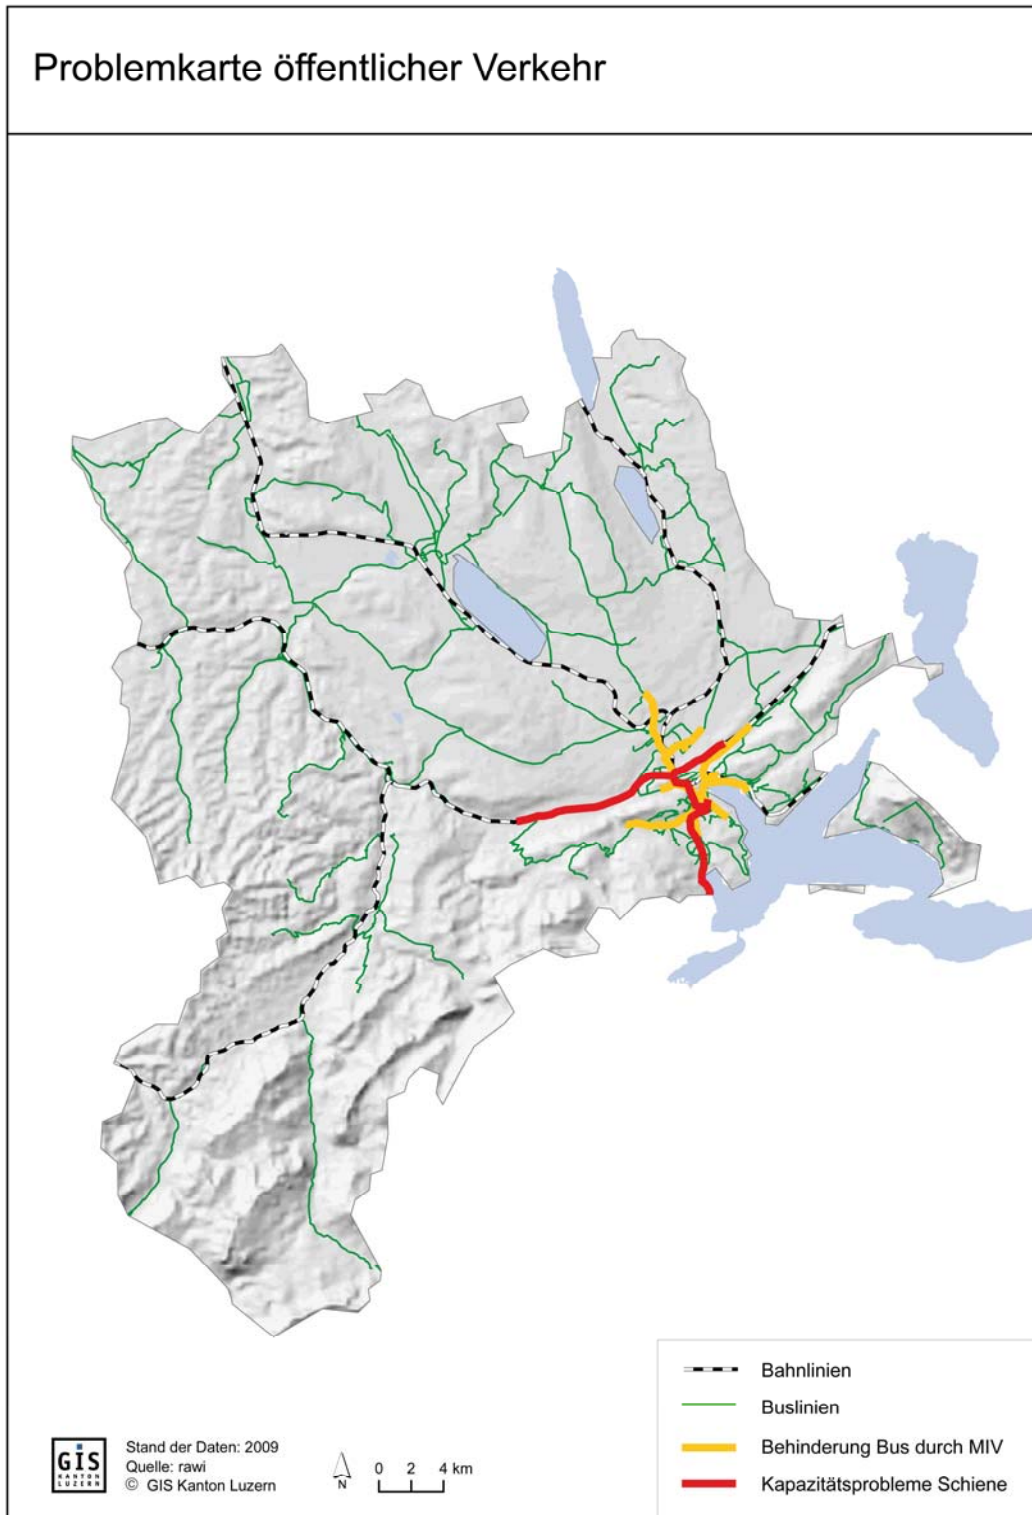 Problemkarte öffentlicher Verkehr
Bahnlinien
Buslinien
Behinderung Bus durch MIV
Kapazitätsprobleme Schiene
GIS
KANTON
LUZERN
Stand der Daten: 2009
Quelle: rawi
© GIS Kanton Luzern
N
0 2 4 km